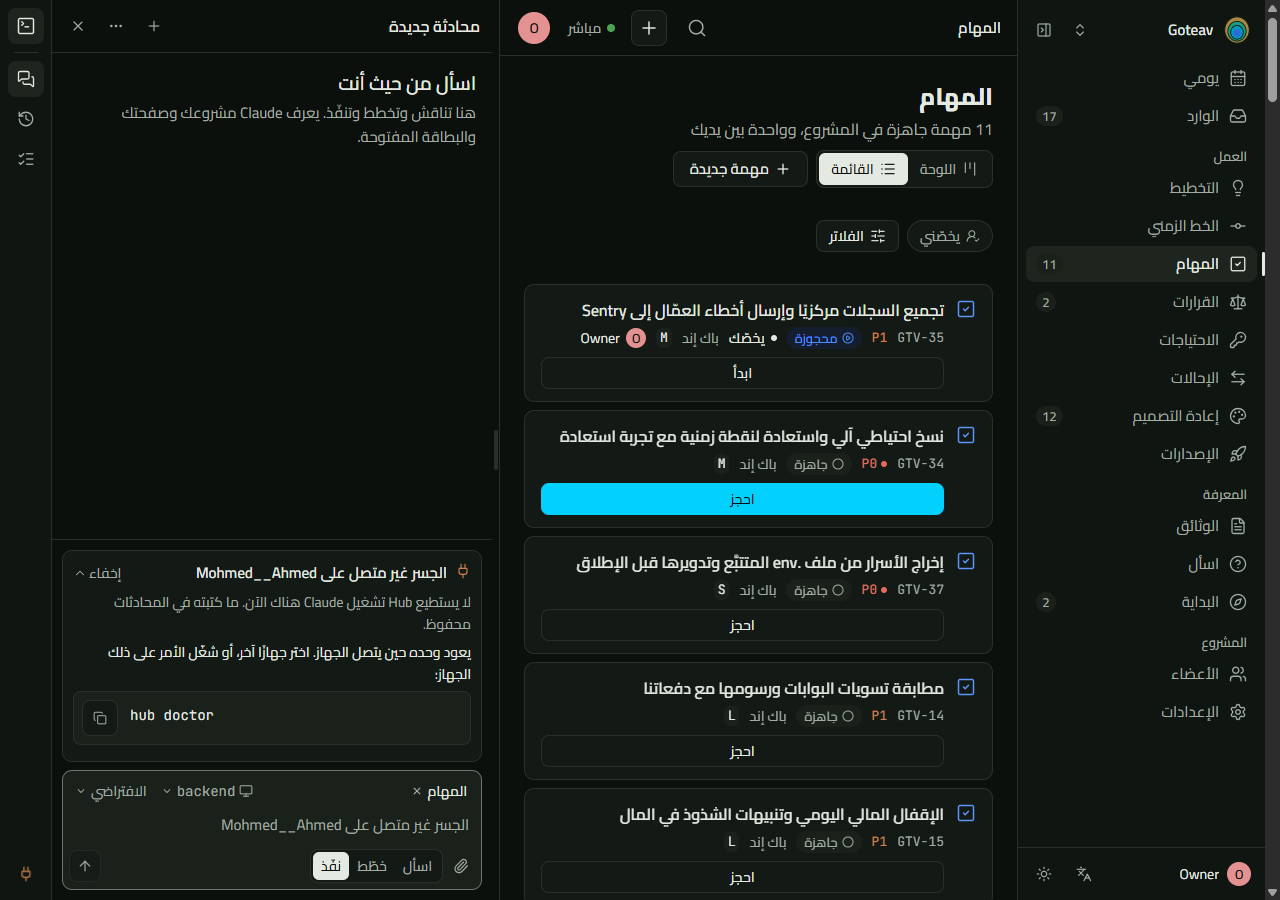 Goteav
يومي
الوارد 17
العمل
التخطيط
الخط الزمني
المهام 11
القرارات 2
الاحتياجات
الإحالات
إعادة التصميم 12
الإصدارات
المعرفة
الوثائق
اسأل
البداية 2
المشروع
الأعضاء
الإعدادات
O Owner
المهام
مباشر O
المهام
11 مهمة جاهزة في المشروع، وواحدة بين يديك
اللوحة القائمة مهمة جديدة
يخصّني الفلاتر
تجميع السجلات مركزيًا وإرسال أخطاء العمّال إلى Sentry
GTV-35 P1 محجوزة يخصّك باك إند M O Owner
ابدأ
نسخ احتياطي آلي واستعادة لنقطة زمنية مع تجربة استعادة
GTV-34 P0 جاهزة باك إند M
احجز
إخراج الأسرار من ملف .env المتتبَّع وتدويرها قبل الإطلاق
GTV-37 P0 جاهزة باك إند S
احجز
مطابقة تسويات البوابات ورسومها مع دفعاتنا
GTV-14 P1 جاهزة باك إند L
احجز
الإقفال المالي اليومي وتنبيهات الشذوذ في المال
GTV-15 P1 جاهزة باك إند L
احجز
محادثة جديدة
اسأل من حيث أنت
هنا تناقش وتخطط وتنفّذ. يعرف Claude مشروعك وصفحتك
والبطاقة المفتوحة.
الجسر غير متصل على Mohmed__Ahmed إخفاء
لا يستطيع Hub تشغيل Claude هناك الآن. ما كتبته في المحادثات
محفوظ.
يعود وحده حين يتصل الجهاز. اختر جهازًا آخر، أو شغّل الأمر على ذلك
الجهاز:
hub doctor
المهام × backend الافتراضي
الجسر غير متصل على Mohmed__Ahmed
اسأل خطّط نفّذ